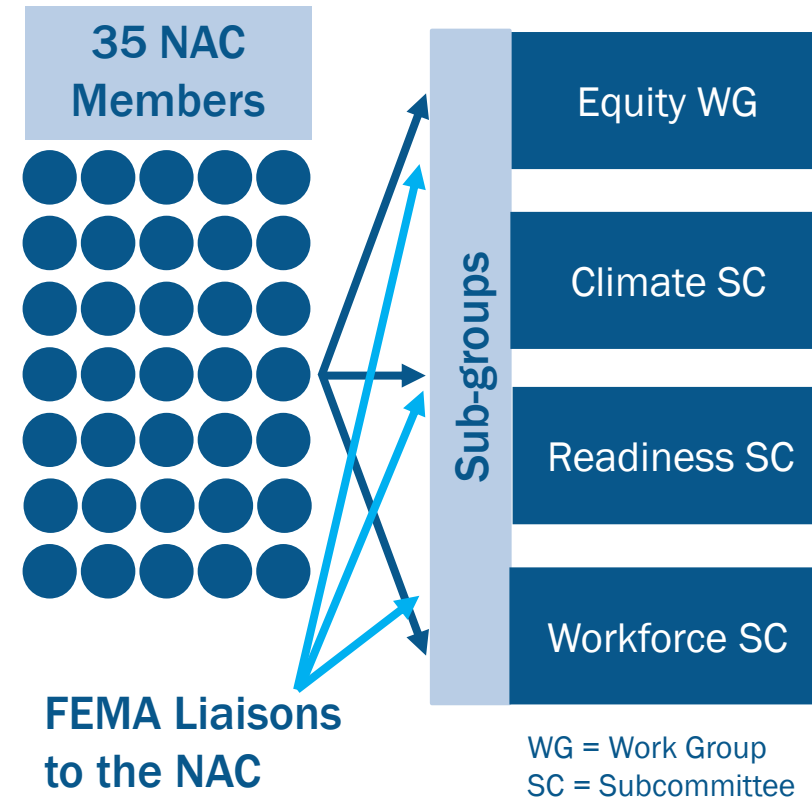 35 NAC
Members
Sub-groups
Equity WG
Climate SC
Readiness SC
Workforce SC
FEMA Liaisons
to the NAC
WG = Work Group
SC = Subcommittee